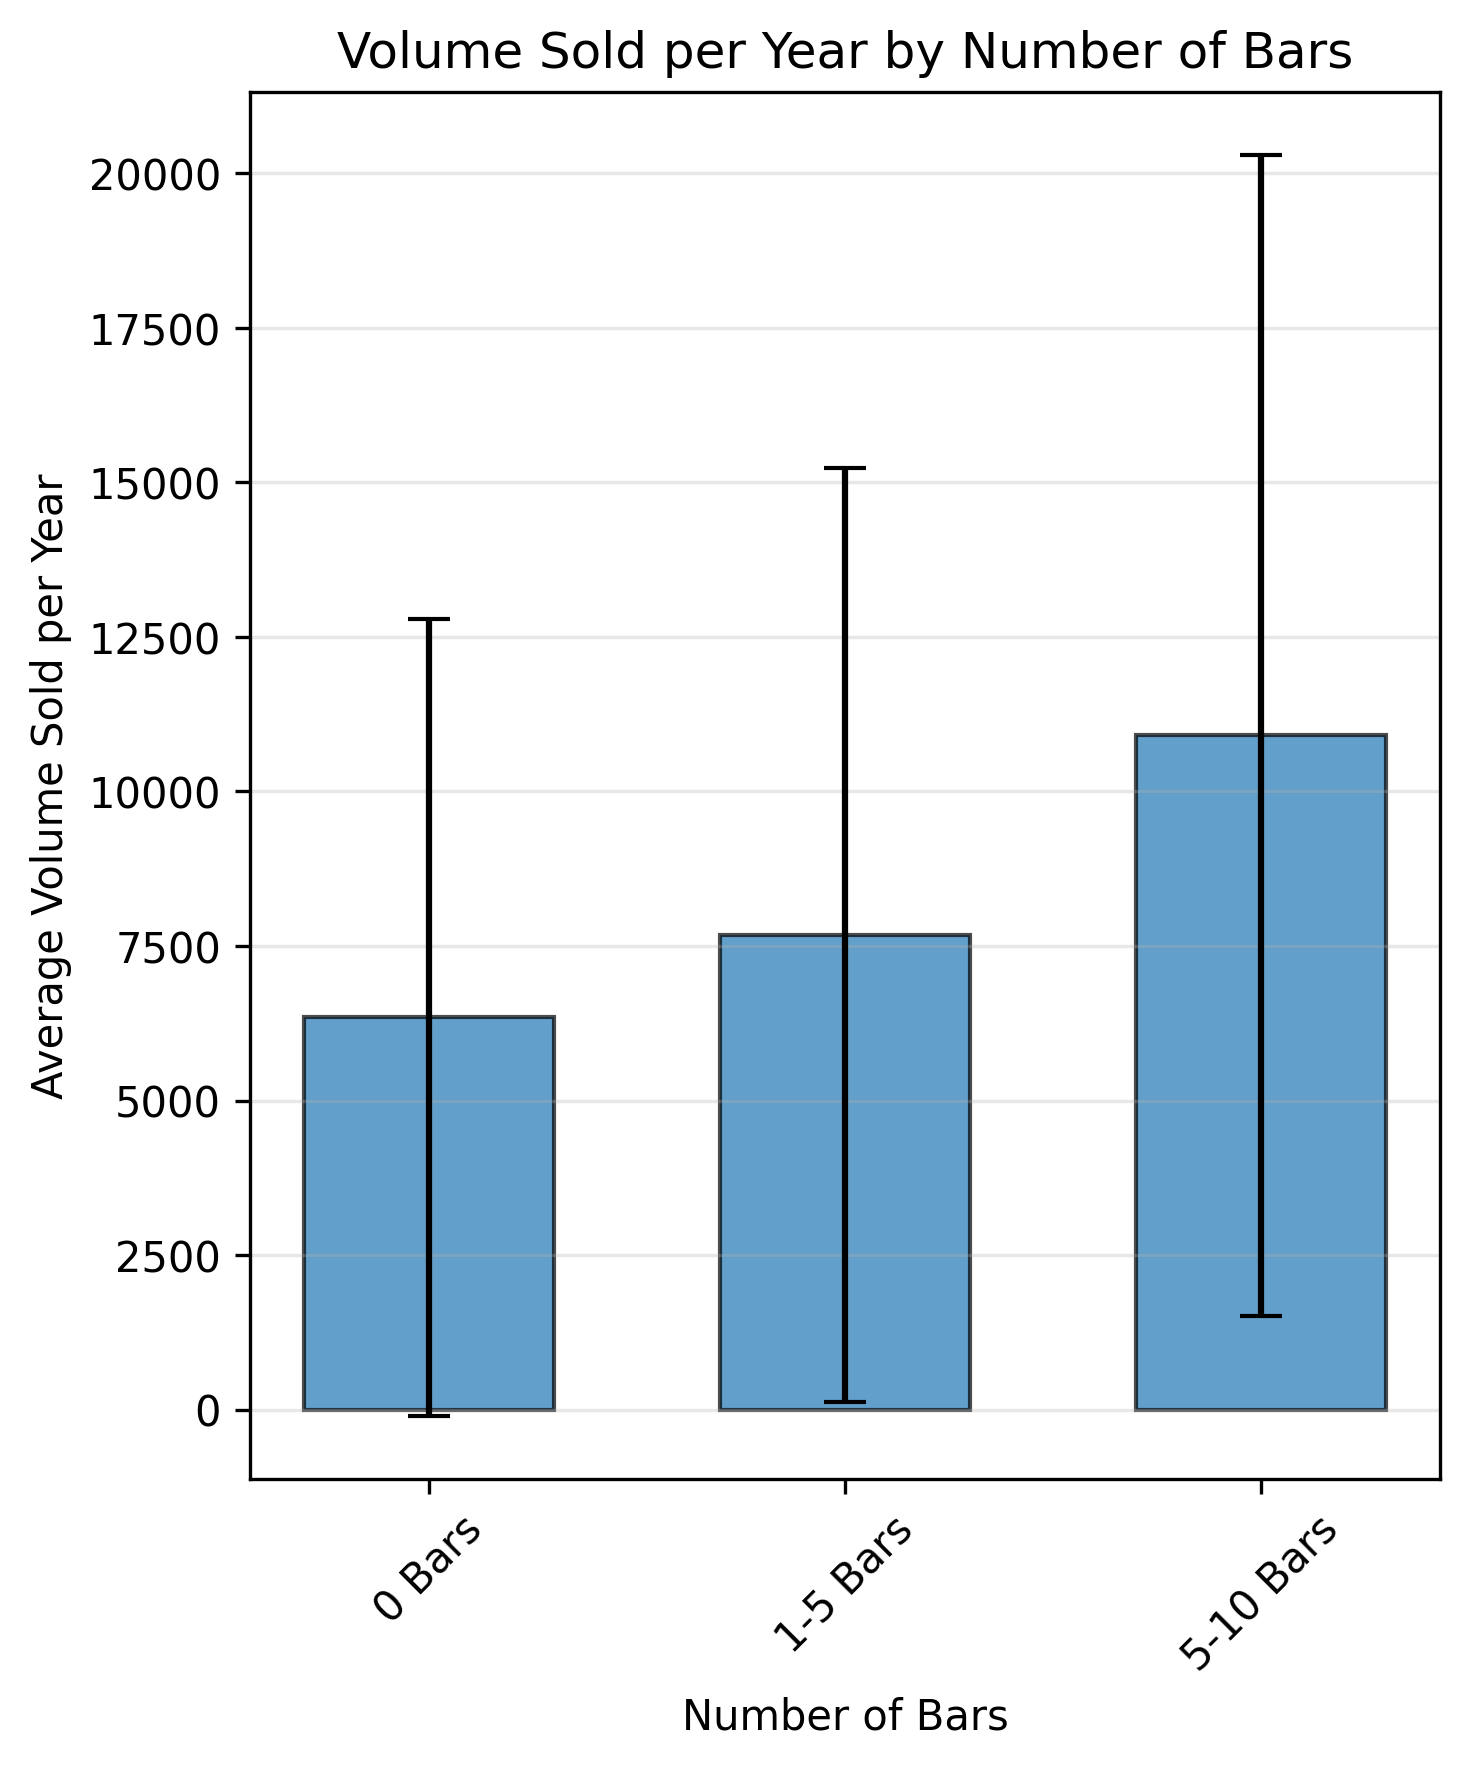 Volume Sold per Year by Number of Bars
Average Volume Sold per Year
20000
17500
15000
12500
10000
7500
5000
2500
0
0 Bars
1-5 Bars
5-10 Bars
Number of Bars